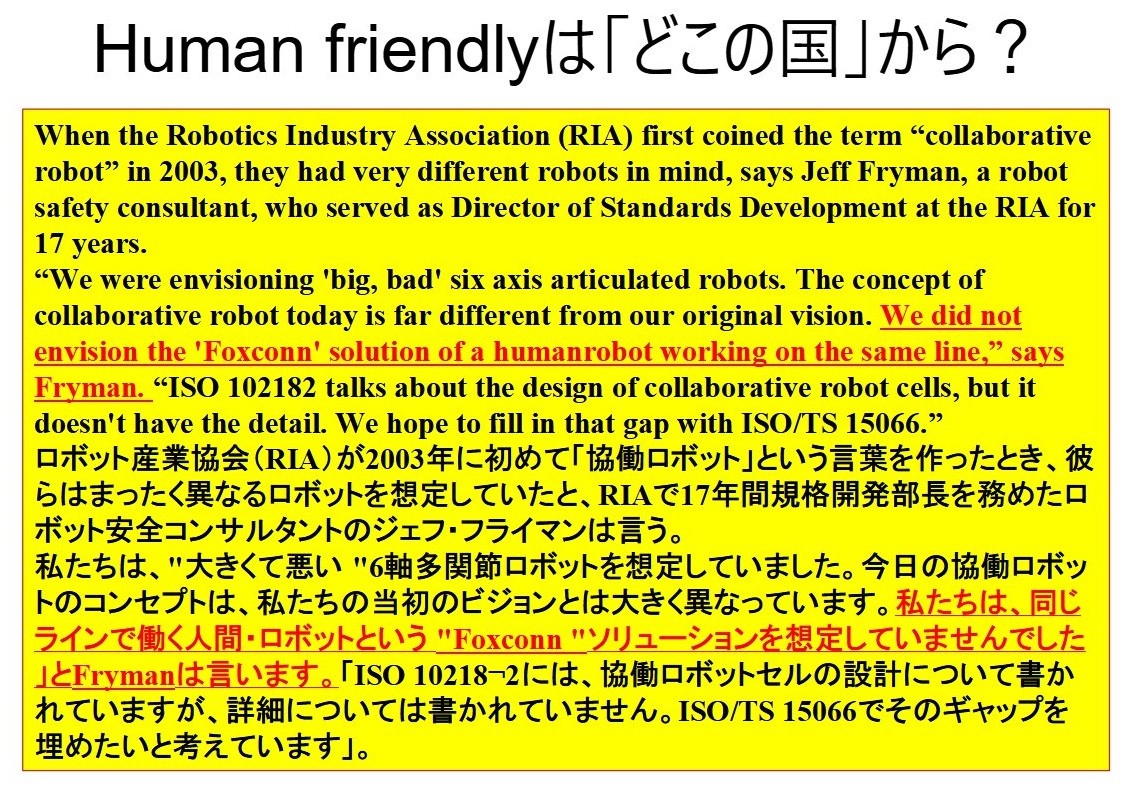 Human friendlyは「どこの国」から？
When the Robotics Industry Association (RIA) first coined the term “collaborative
robot” in 2003, they had very different robots in mind, says Jeff Fryman, a robot
safety consultant, who served as Director of Standards Development at the RIA for
17 years.
“We were envisioning 'big, bad' six axis articulated robots. The concept of
collaborative robot today is far different from our original vision. We did not
envision the 'Foxconn' solution of a humanrobot working on the same line,” says
Fryman. “ISO 102182 talks about the design of collaborative robot cells, but it
doesn't have the detail. We hope to fill in that gap with ISO/TS 15066.”
ロボット産業協会（RIA）が2003年に初めて「協働ロボット」という言葉を作ったとき、彼
らはまったく異なるロボットを想定していたと、RIAで17年間規格開発部長を務めたロ
ボット安全コンサルタントのジェフ・フライマンは言う。
私たちは、"大きくて悪い "6軸多関節ロボットを想定していました。今日の協働ロボッ
トのコンセプトは、私たちの当初のビジョンとは大きく異なっています。私たちは、同じ
ラインで働く人間・ロボットという "Foxconn "ソリューションを想定していませんでした
」とFrymanは言います。「ISO 10218¬2には、協働ロボットセルの設計について書か
れていますが、詳細については書かれていません。ISO/TS 15066でそのギャップを
埋めたいと考えています」。